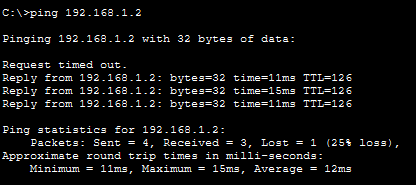 C:\>ping 192.168.1.2
Pinging 192.168.1.2 with 32 bytes of data:
Request timed out.
Reply from 192.168.1.2: bytes=32 time=11ms TTL=126
Reply from 192.168.1.2: bytes=32 time=15ms TTL=126
Reply from 192.168.1.2: bytes=32 time=11ms TTL=126
Ping statistics for 192.168.1.2:
    Packets: Sent = 4, Received = 3, Lost = 1 (25% loss),
Approximate round trip times in milli-seconds:
    Minimum = 11ms, Maximum = 15ms, Average = 12ms